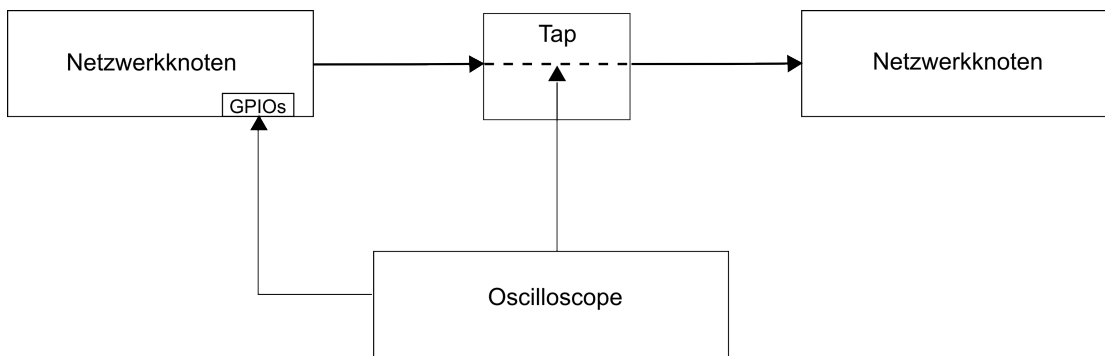 Netzwerkknoten
GPIOs
Tap
Netzwerkknoten
Oscilloscope